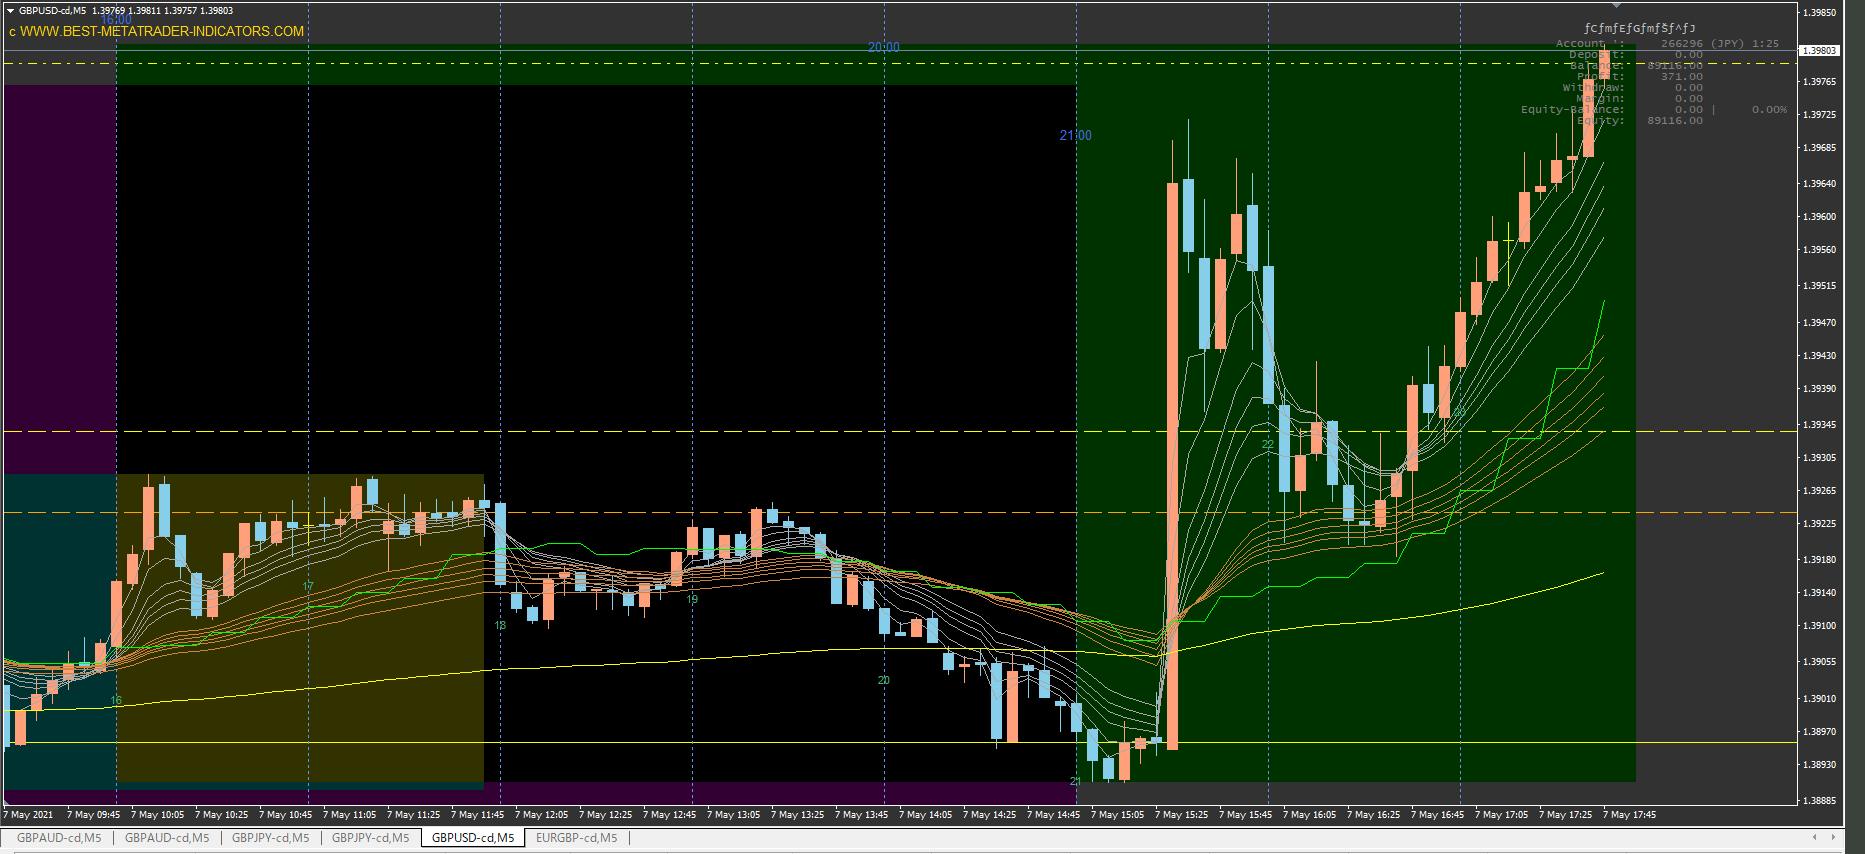 GBPUSD-cd,M5 1.39769 1.39811 1.39757 1.39803
16:00
c WWW.BEST-METATRADER-INDICATORS.COM
20:00
21:00
ƒCƒmƒEƒGƒmƒŠƒ^ƒJ
Account ': 266296 (JPY) 1:25
Deposit: 0.00
Balance: 89116.00
Profit: 371.00
Withdraw: 0.00
Margin: 0.00
Equity-Balance: 0.00 | 0.00%
Equity: 89116.00
1.39850
1.39803
1.39765
1.39725
1.39685
1.39640
1.39600
1.39560
1.39515
1.39470
1.39430
1.39390
1.39345
1.39305
1.39265
1.39225
1.39180
1.39140
1.39100
1.39055
1.39010
1.38970
1.38930
1.38885
16
17
18
19
20
21
22
23
7 May 2021 7 May 09:45 7 May 10:05 7 May 10:25 7 May 10:45 7 May 11:05 7 May 11:25 7 May 11:45 7 May 12:05 7 May 12:25 7 May 12:45 7 May 13:05 7 May 13:25 7 May 13:45 7 May 14:05 7 May 14:25 7 May 14:45 7 May 15:05 7 May 15:25 7 May 15:45 7 May 16:05 7 May 16:25 7 May 16:45 7 May 17:05 7 May 17:25 7 May 17:45
GBPAUD-cd,M5 GBPAUD-cd,M5 GBPJPY-cd,M5 GBPJPY-cd,M5 GBPUSD-cd,M5 EURGBP-cd,M5